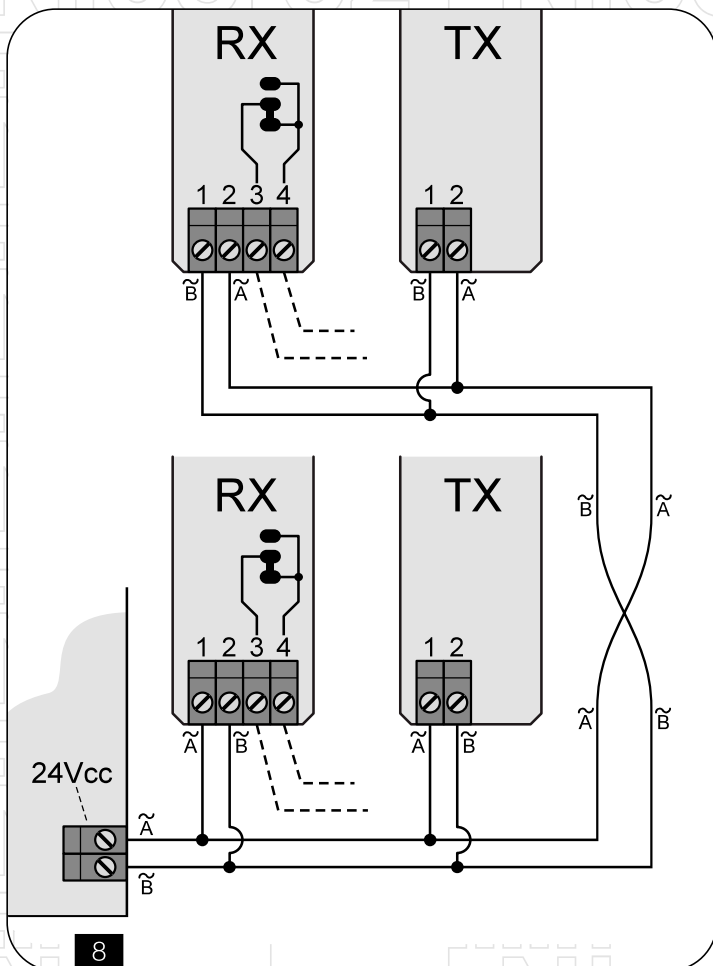 RX TX
1 2 3 4 1 2
B̃ Ã B̃ Ã
B̃ Ã
RX TX
1 2 3 4 1 2
Ã B̃
Ã B̃ Ã B̃
24Vcc
Ã
B̃
8